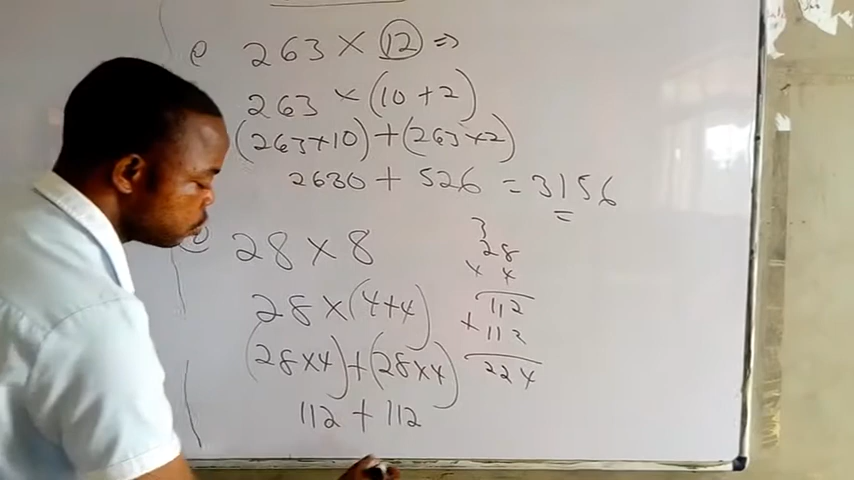 e 263 × 12 ⇒
263 × (10 + 2)
(263×10) + (263×2)
2630 + 526 = 3156
e 28 × 8
28 × (4+4)
(28×4) + (28×4)
112 + 112
3
28
× 4
112
+ 112
224